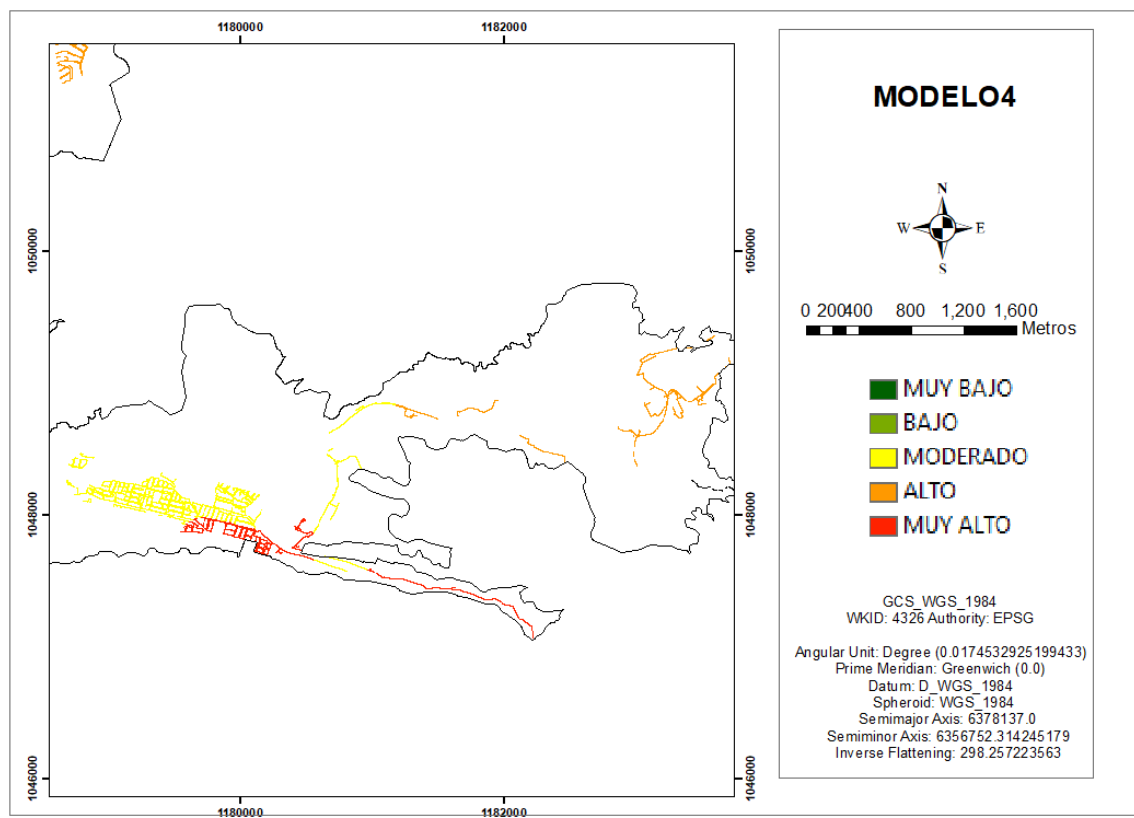 1180000
1182000
MODELO4
N
W
E
S
1050000
1050000
0 200400 800 1,200 1,600
Metros
MUY BAJO
BAJO
MODERADO
ALTO
MUY ALTO
1048000
1048000
GCS_WGS_1984
WKID: 4326 Authority: EPSG
Angular Unit: Degree (0.0174532925199433)
Prime Meridian: Greenwich (0.0)
Datum: D_WGS_1984
Spheroid: WGS_1984
Semimajor Axis: 6378137.0
Semiminor Axis: 6356752.314245179
Inverse Flattening: 298.257223563
1046000
1046000
1180000
1182000